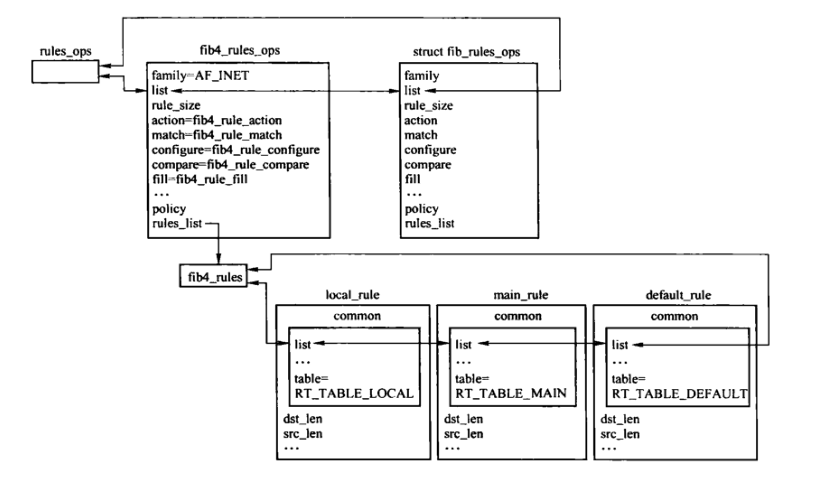 rules_ops
fib4_rules_ops
family=AF_INET
list
rule_size
action=fib4_rule_action
match=fib4_rule_match
configure=fib4_rule_configure
compare=fib4_rule_compare
fill=fib4_rule_fill
...
policy
rules_list
struct fib_rules_ops
family
list
rule_size
action
match
configure
compare
fill
...
policy
rules_list
fib4_rules
local_rule
common
list
...
table=
RT_TABLE_LOCAL
dst_len
src_len
...
main_rule
common
list
...
table=
RT_TABLE_MAIN
dst_len
src_len
...
default_rule
common
list
...
table=
RT_TABLE_DEFAULT
dst_len
src_len
...